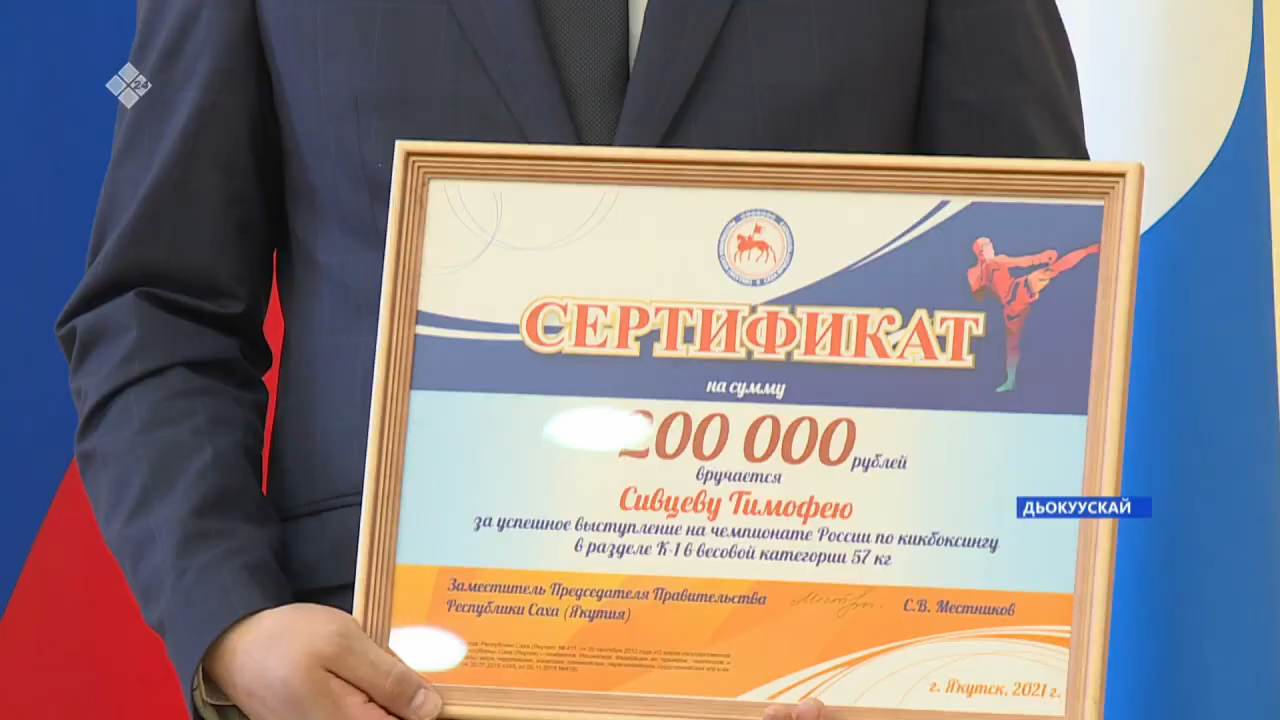 24
СЕРТИФИКАТ
на сумму
200 000 рублей
вручается
Сивцеву Тимофею
за успешное выступление на чемпионате России по кикбоксингу
в разделе К-1 в весовой категории 57 кг
ДЬОКУУСКАЙ
Заместитель Председателя Правительства
Республики Саха (Якутия)
С.В. Местников
г. Якутск, 2021 г.